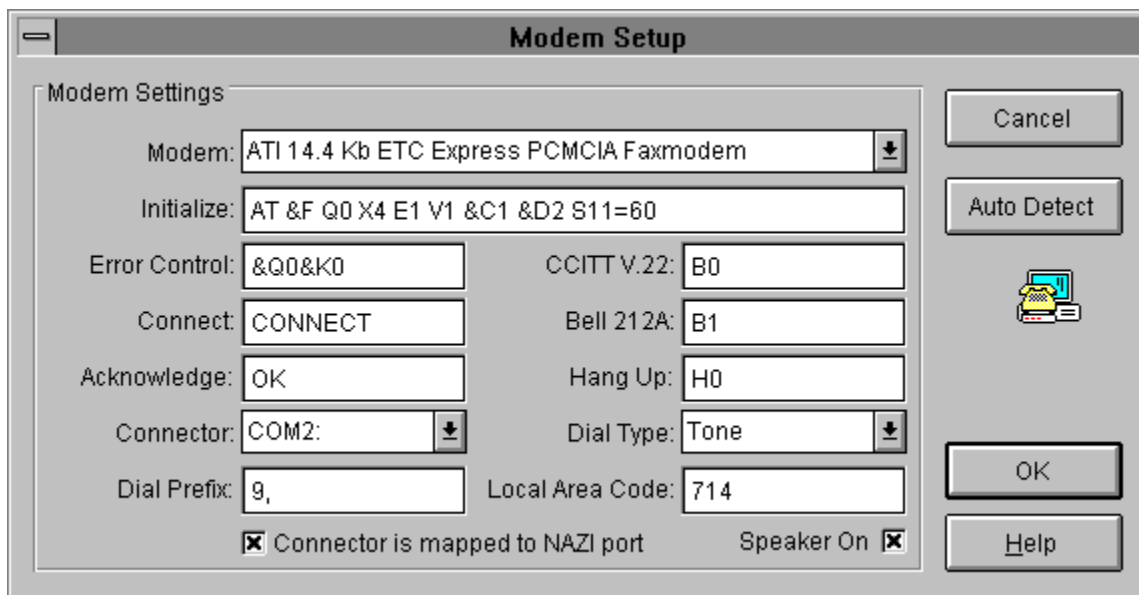 Modem Setup
Modem Settings
Modem: ATI 14.4 Kb ETC Express PCMCIA Faxmodem
Cancel
Initialize: AT &F Q0 X4 E1 V1 &C1 &D2 S11=60
Auto Detect
Error Control: &Q0&K0 CCITT V.22: B0
Connect: CONNECT Bell 212A: B1
Acknowledge: OK Hang Up: H0
Connector: COM2: Dial Type: Tone
Dial Prefix: 9, Local Area Code: 714
OK
Connector is mapped to NAZI port Speaker On
Help